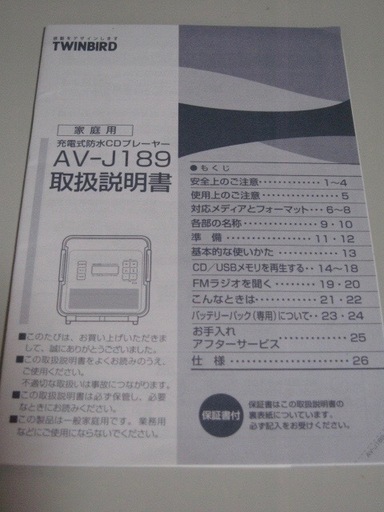 感動をデザインします
TWINBIRD
家庭用
充電式防水CDプレーヤー
AV-J189
取扱説明書
■このたびは、お買い上げいただきま
して、誠にありがとうございました。
■この取扱説明書をよくお読みのうえ、
ご使用ください。
不適切な取扱いは事故につながります。
■この取扱説明書は必ず保管し、必要
なときにお読みください。
■この製品は一般家庭用です。業務用
などにご使用にならないでください。
●もくじ
安全上のご注意………………1~4
使用上のご注意…………………5
対応メディアとフォーマット…6~8
各部の名称…………………9・10
準　備……………………11・12
基本的な使いかた………………13
CD/USBメモリを再生する…14~18
FMラジオを聞く…………19・20
こんなときは………………21・22
バッテリーパック(専用)について…23・24
お手入れ
アフターサービス………………25
仕　様……………………………26
保証書付
保証書はこの取扱説明書の
裏表紙についています。
必ず記入をお受けください。